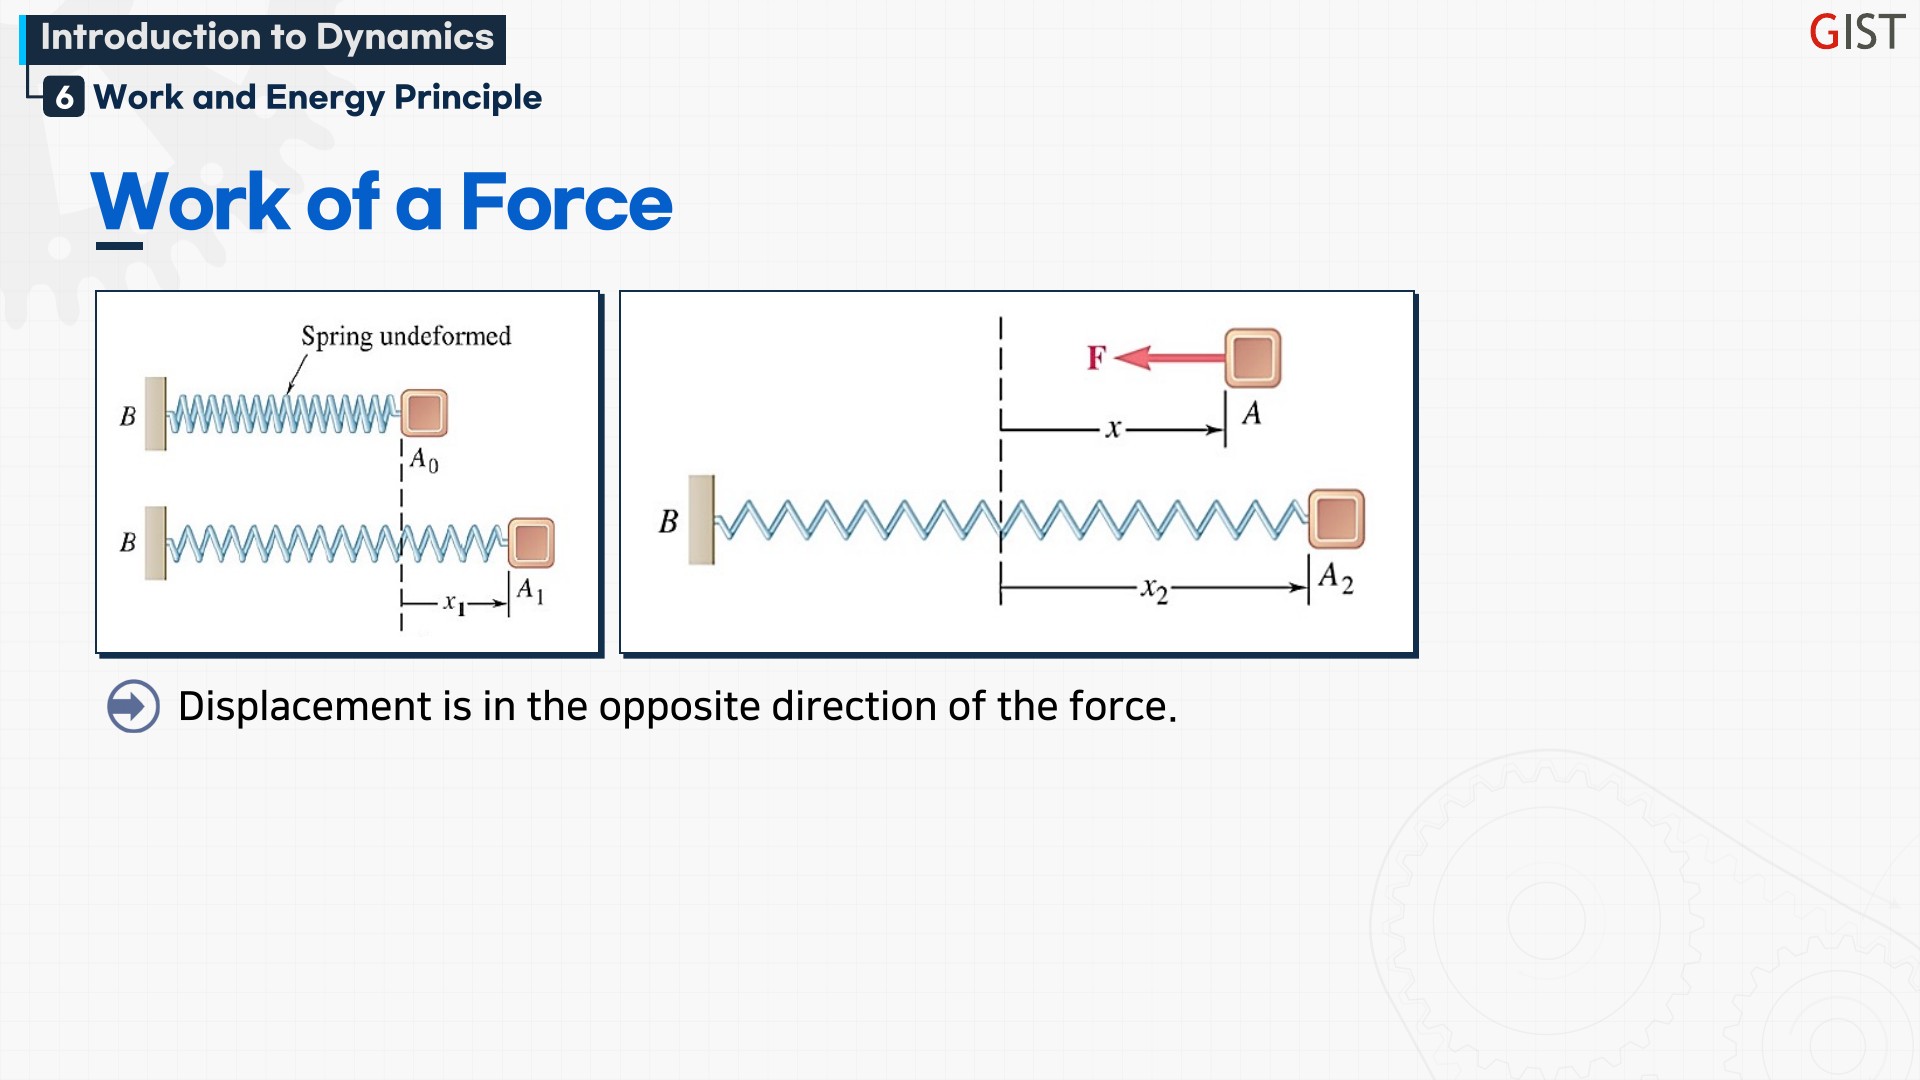 Introduction to Dynamics
GIST
6 Work and Energy Principle
Work of a Force
Spring undeformed
B
A0
B
x1
A1
F
A
x
B
x2
A2
Displacement is in the opposite direction of the force.